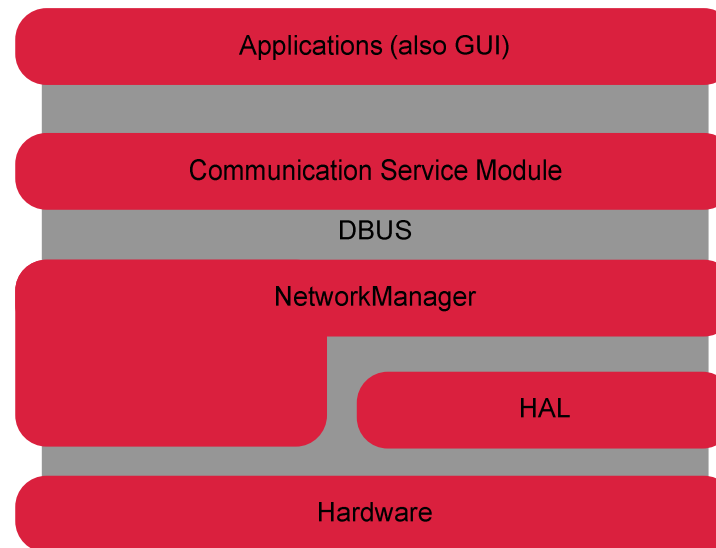 Applications (also GUI)
Communication Service Module
DBUS
NetworkManager
HAL
Hardware